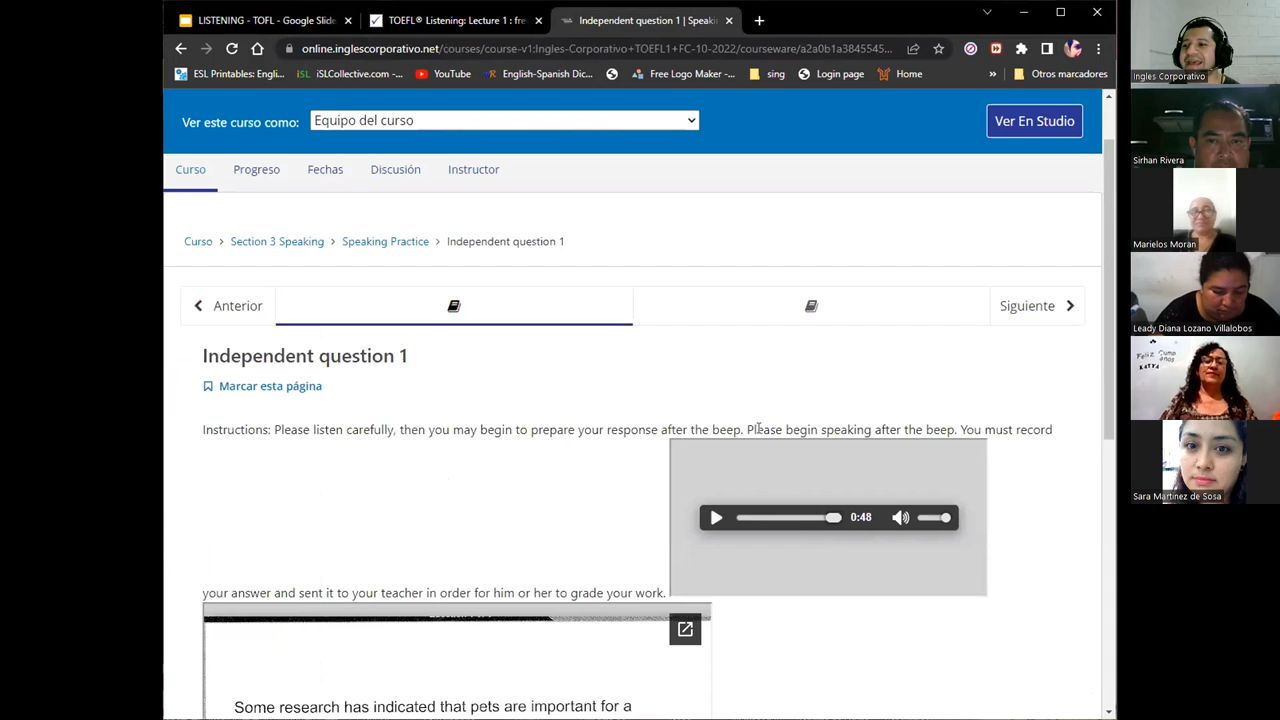 LISTENING - TOFL - Google Slide
TOEFL® Listening: Lecture 1 : fre
Independent question 1 | Speaki
online.inglescorporativo.net/courses/course-v1:Ingles-Corporativo+TOEFL1+FC-10-2022/courseware/a2a0b1a3845545...
ESL Printables: Engli...
iSLCollective.com - ...
YouTube
English-Spanish Dic...
Free Logo Maker -...
sing
Login page
Home
»
Otros marcadores
Ver este curso como:
Equipo del curso
Ver En Studio
Curso
Progreso
Fechas
Discusión
Instructor
Curso > Section 3 Speaking > Speaking Practice > Independent question 1
Anterior
Siguiente
Independent question 1
Marcar esta página
Instructions: Please listen carefully, then you may begin to prepare your response after the beep. Please begin speaking after the beep. You must record
0:48
your answer and sent it to your teacher in order for him or her to grade your work.
Some research has indicated that pets are important for a
Ingles Corporativo
Sirhan Rivera
Marielos Moran
Leady Diana Lozano Villalobos
Feliz Cumple
años
KATYA
Sara Martinez de Sosa